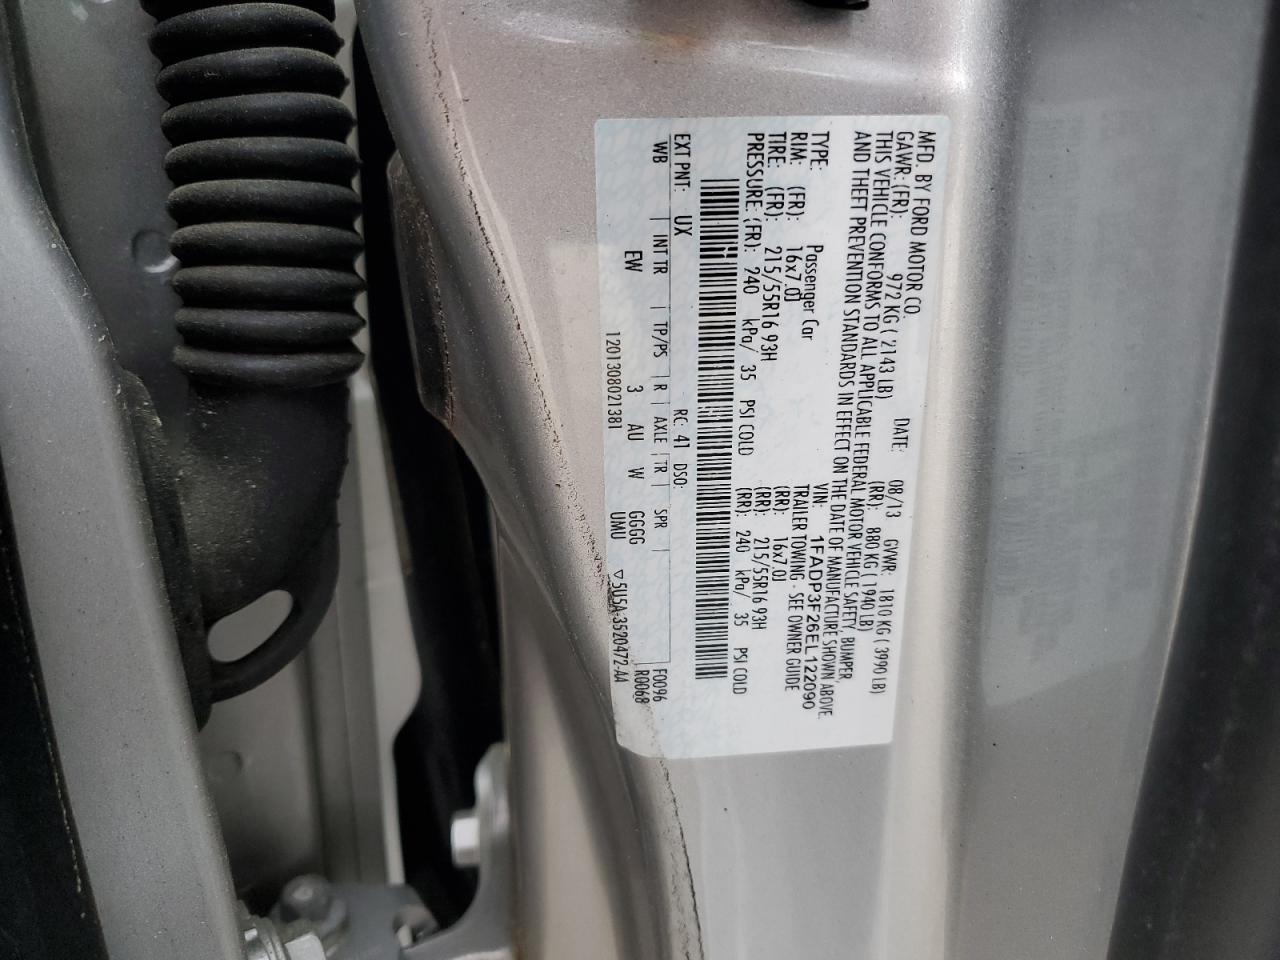 MFD. BY FORD MOTOR CO.
DATE: 08/13 GVWR: 1810 KG ( 3990 LB)
GAWR: (FR): 972 KG ( 2143 LB) (RR): 880 KG ( 1940 LB)
THIS VEHICLE CONFORMS TO ALL APPLICABLE FEDERAL MOTOR VEHICLE SAFETY, BUMPER,
AND THEFT PREVENTION STANDARDS IN EFFECT ON THE DATE OF MANUFACTURE SHOWN ABOVE.
VIN: 1FADP3F26EL122090
TYPE: Passenger Car TRAILER TOWING - SEE OWNER GUIDE
RIM: (FR): 16x7.0J (RR): 16x7.0J
TIRE: (FR): 215/55R16 93H (RR): 215/55R16 93H
PRESSURE: (FR): 240 kPa/ 35 PSI COLD (RR): 240 kPa/ 35 PSI COLD
EXT PNT: UX RC: 41 DSO: F0096
WB | INT TR | TP/PS | R | AXLE | TR | SPR | R0068
EW 3 AU W GGGG
UMU
120130802138I ▽5U5A-3520472-AA